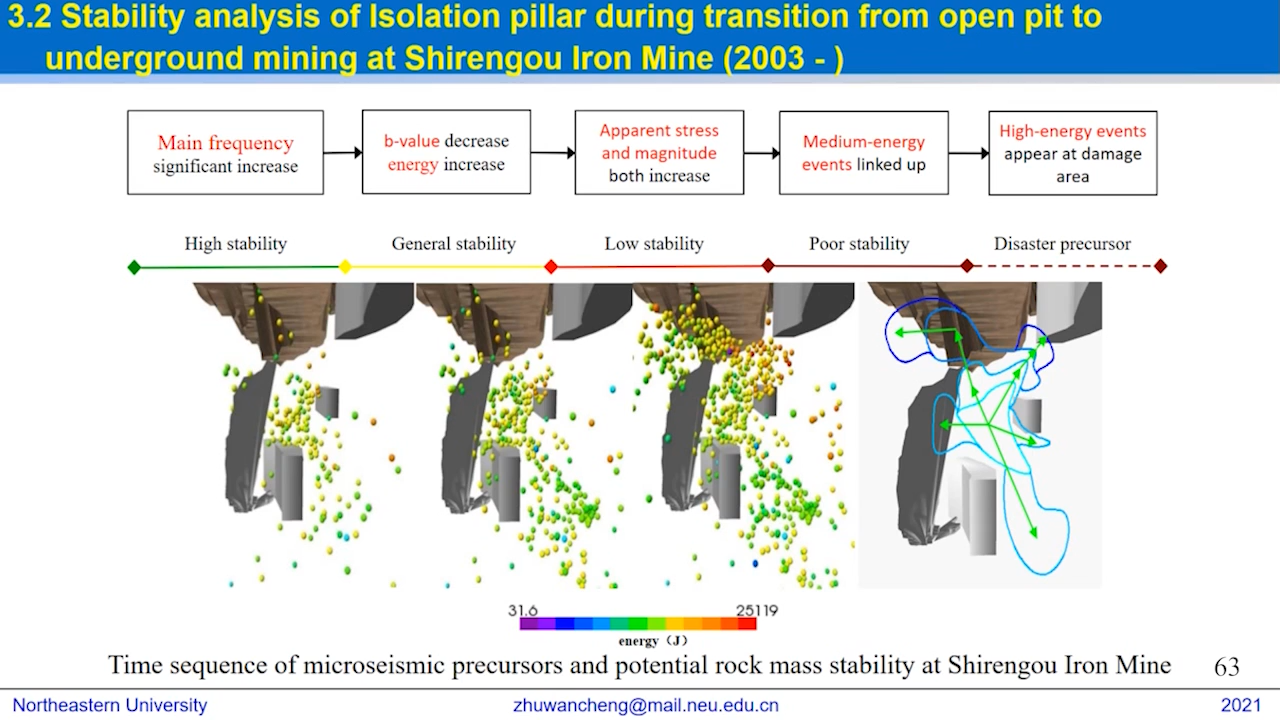 3.2 Stability analysis of Isolation pillar during transition from open pit to
underground mining at Shirengou Iron Mine (2003 - )
Main frequency
significant increase
b-value decrease
energy increase
Apparent stress
and magnitude
both increase
Medium-energy
events linked up
High-energy events
appear at damage
area
High stability
General stability
Low stability
Poor stability
Disaster precursor
31.6
25119
energy（J）
Time sequence of microseismic precursors and potential rock mass stability at Shirengou Iron Mine
63
Northeastern University
zhuwancheng@mail.neu.edu.cn
2021